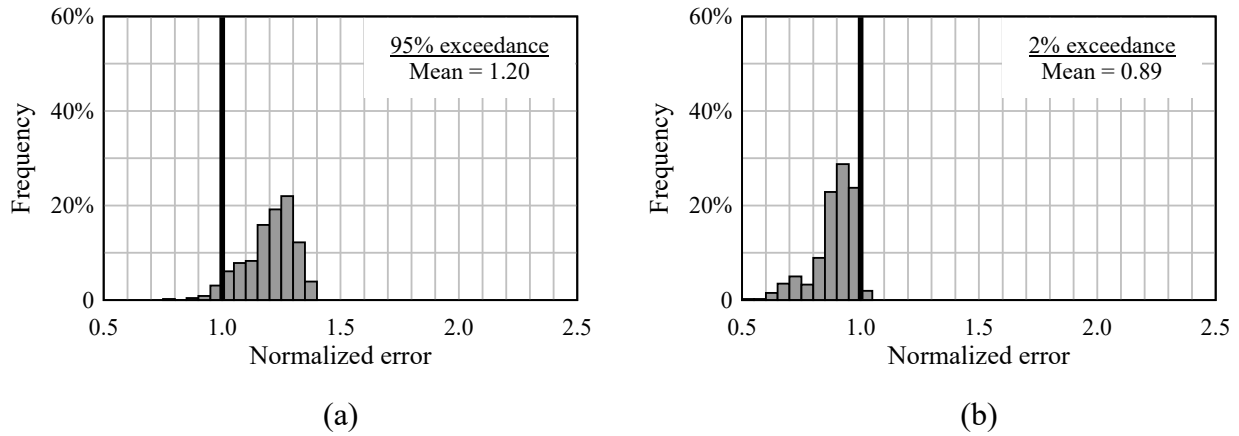 60%
40%
20%
0
Frequency
95% exceedance
Mean = 1.20
0.5 1.0 1.5 2.0 2.5
Normalized error
(a)
60%
40%
20%
0
Frequency
2% exceedance
Mean = 0.89
0.5 1.0 1.5 2.0 2.5
Normalized error
(b)